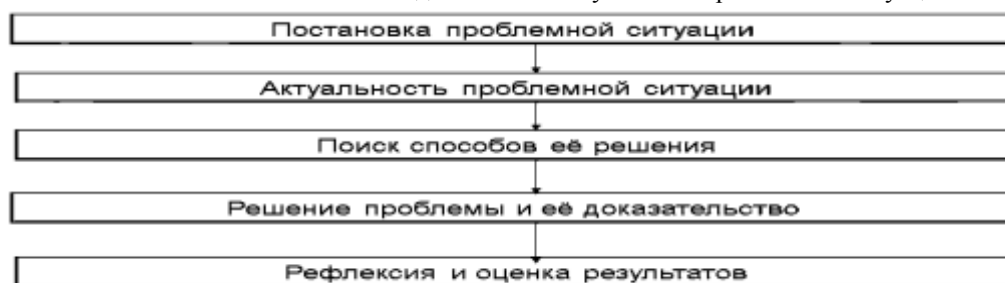 Постановка проблемной ситуации
Актуальность проблемной ситуации
Поиск способов её решения
Решение проблемы и её доказательство
Рефлексия и оценка результатов